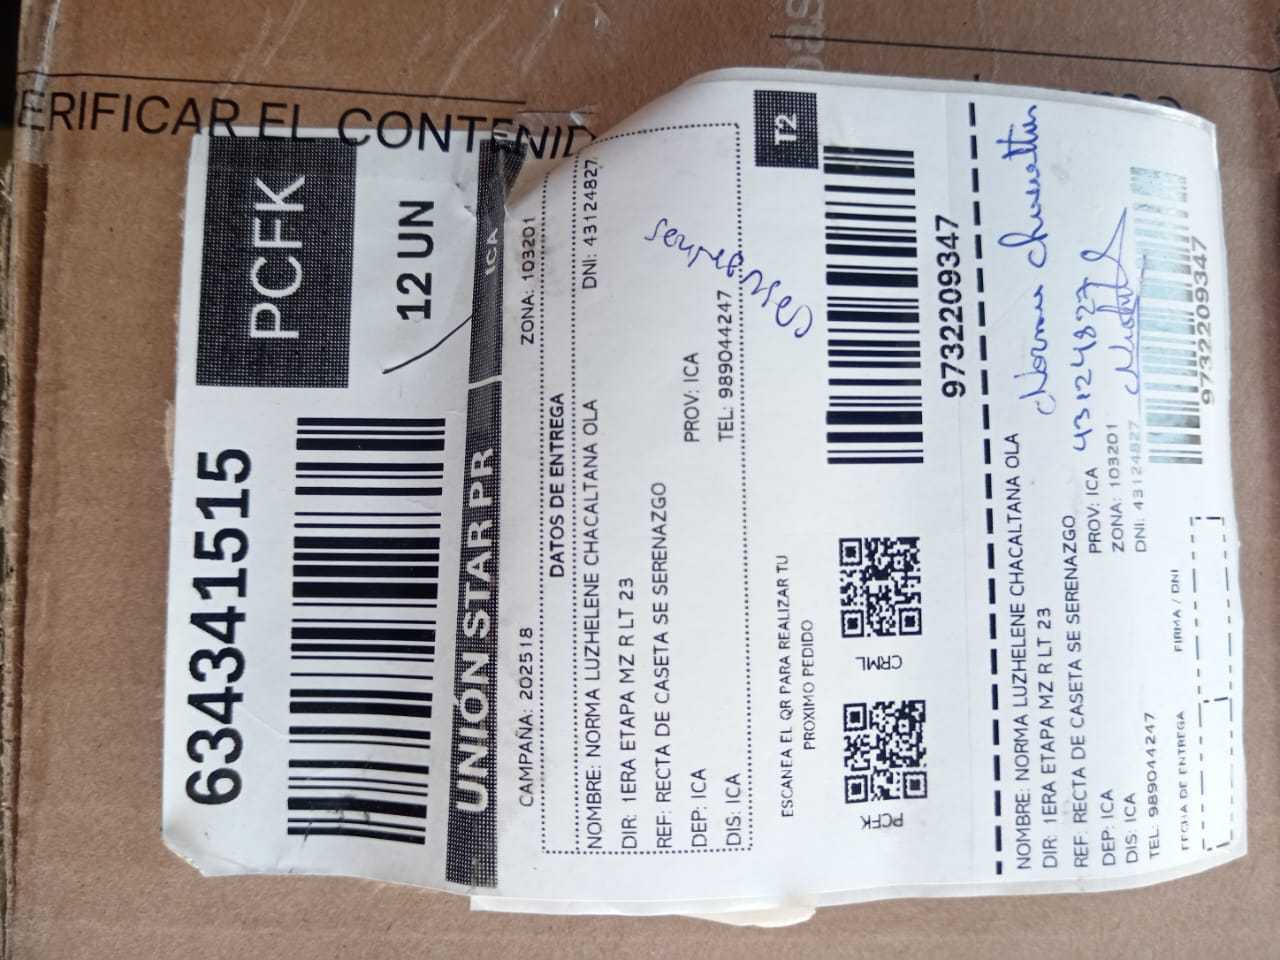 ERIFICAR EL CONTENID
6343441515
PCFK
12 UN
UNIÓN STAR PR
ICA
CAMPAÑA: 202518
ZONA: 103201
DATOS DE ENTREGA
NOMBRE: NORMA LUZHELENE CHACALTANA OLA
DNI: 43124827
DIR: 1ERA ETAPA MZ R LT 23
REF: RECTA DE CASETA SE SERENAZGO
DEP: ICA
PROV: ICA
DIS: ICA
TEL: 989044247
T2
ESCANEA EL QR PARA REALIZAR TU
PROXIMO PEDIDO
PCFK
CRML
9732209347
NOMBRE: NORMA LUZHELENE CHACALTANA OLA
Norma
DIR: 1ERA ETAPA MZ R LT 23
REF: RECTA DE CASETA SE SERENAZGO
DEP: ICA
PROV: ICA
43124827
DIS: ICA
ZONA: 103201
TEL: 989044247
DNI: 43124827
FECHA DE ENTREGA
FIRMA / DNI
9732209347